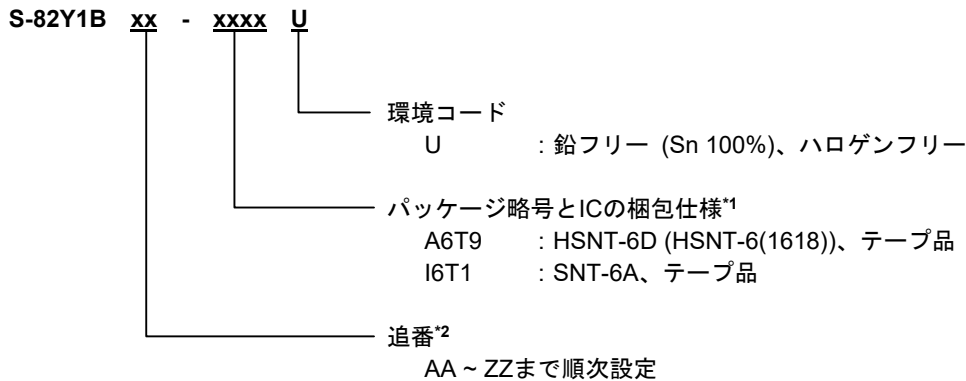 S-82Y1B xx - xxxx U
環境コード
U : 鉛フリー (Sn 100%)、ハロゲンフリー
パッケージ略号とICの梱包仕様*1
A6T9 : HSNT-6D (HSNT-6(1618))、テープ品
I6T1 : SNT-6A、テープ品
追番*2
AA ~ ZZまで順次設定